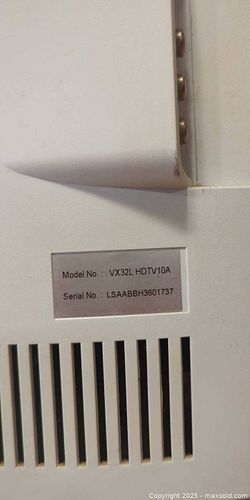 Model No. : VX32L HDTV10A
Serial No. : LSAABBH3601737
Copyright © 2025 - maxsold.com